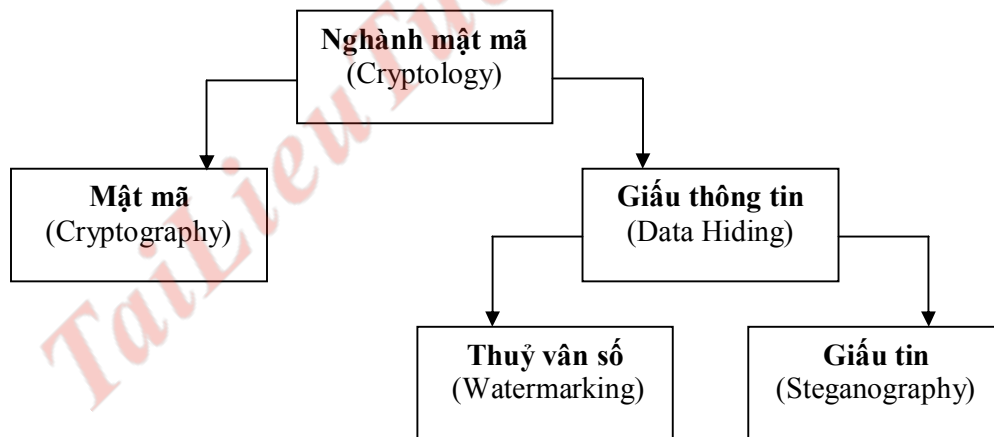 Nghành mật mã
(Cryptology)
Mật mã
(Cryptography)
Giấu thông tin
(Data Hiding)
Thuỷ vân số
(Watermarking)
Giấu tin
(Steganography)
TaiLieu